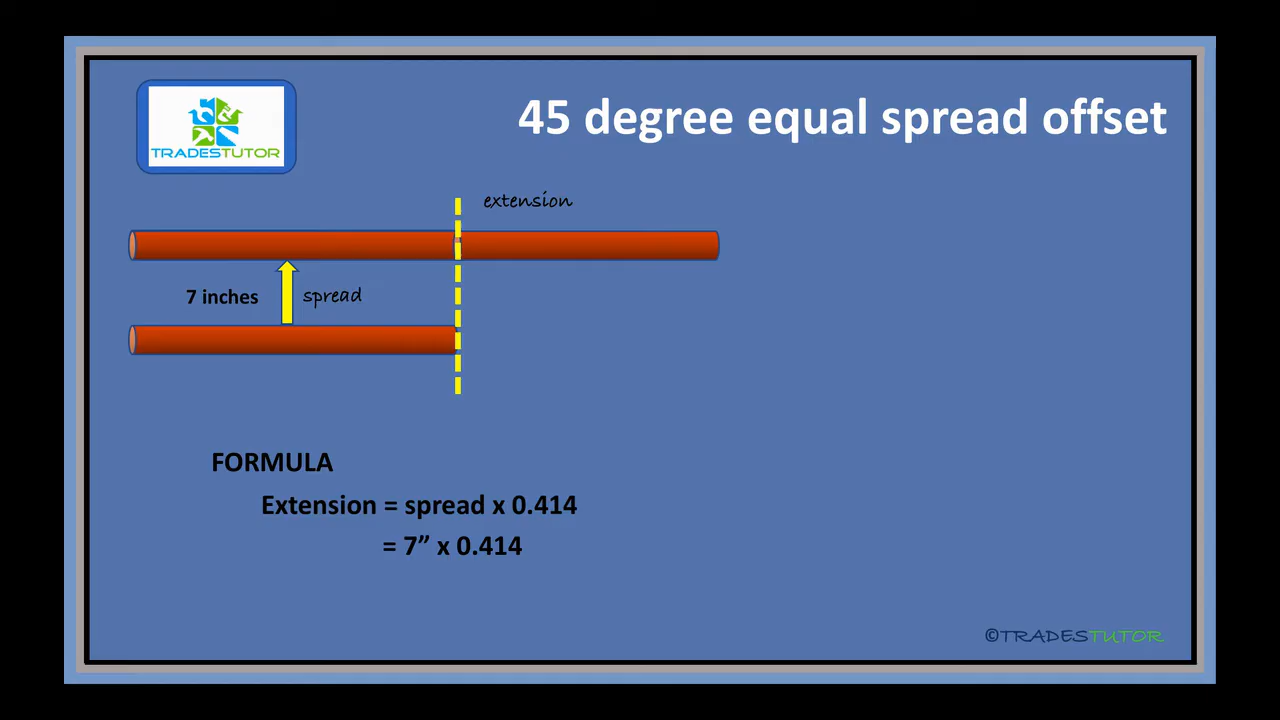 TRADESTUTOR
45 degree equal spread offset
extension
7 inches
spread
FORMULA
Extension = spread x 0.414
= 7” x 0.414
©TRADESTUTOR